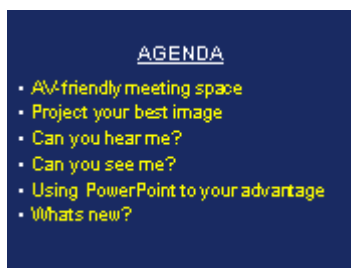 AGENDA
• AV-friendly meeting space
• Project your best image
• Can you hear me?
• Can you see me?
• Using PowerPoint to your advantage
• Whats new?